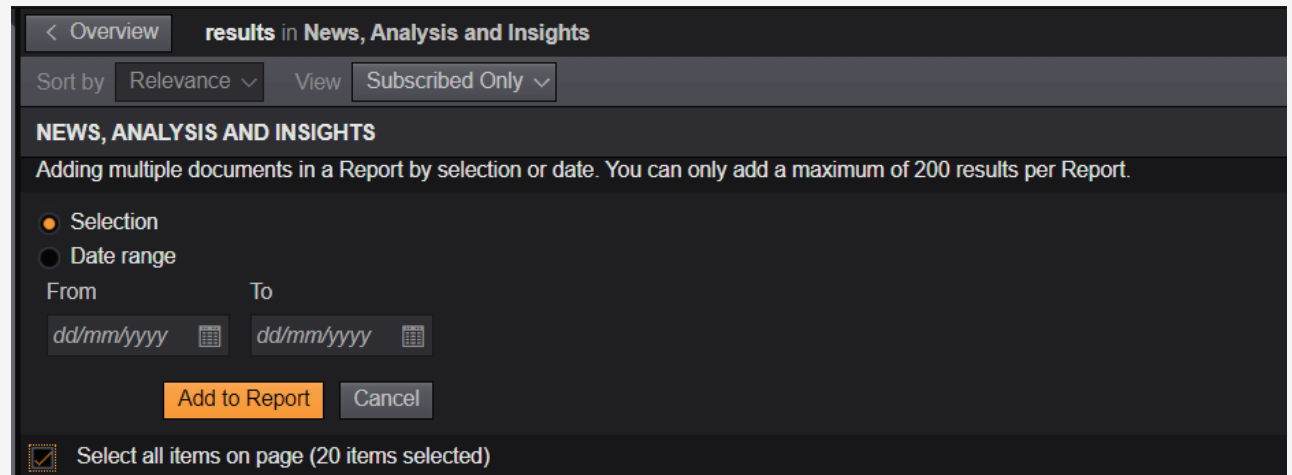 < Overview results in News, Analysis and Insights
Sort by Relevance View Subscribed Only
NEWS, ANALYSIS AND INSIGHTS
Adding multiple documents in a Report by selection or date. You can only add a maximum of 200 results per Report.
Selection
Date range
From To
dd/mm/yyyy dd/mm/yyyy
Add to Report Cancel
Select all items on page (20 items selected)